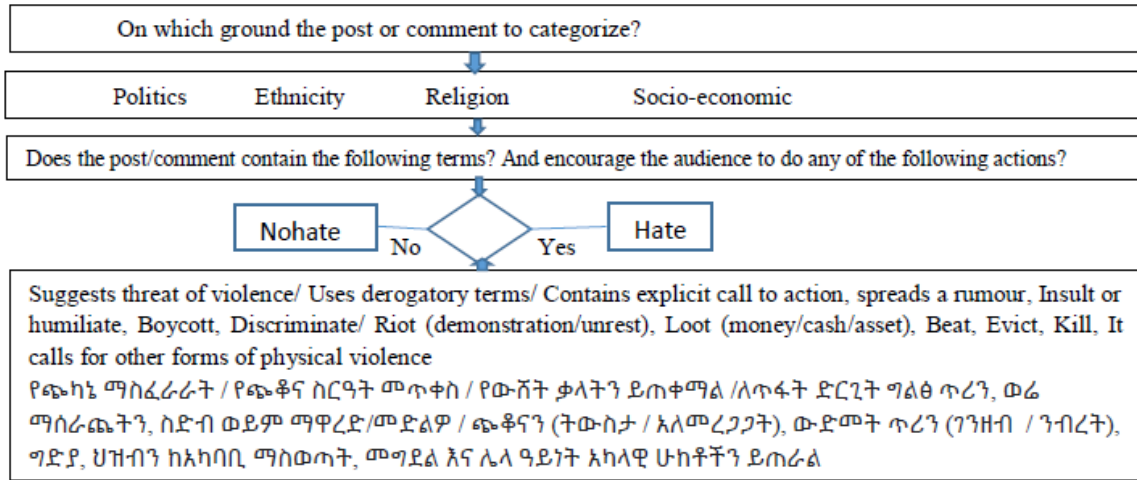 On which ground the post or comment to categorize?
Politics Ethnicity Religion Socio-economic
Does the post/comment contain the following terms? And encourage the audience to do any of the following actions?
Nohate No Yes Hate
Suggests threat of violence/ Uses derogatory terms/ Contains explicit call to action, spreads a rumour, Insult or
humiliate, Boycott, Discriminate/ Riot (demonstration/unrest), Loot (money/cash/asset), Beat, Evict, Kill, It
calls for other forms of physical violence
የጭካኔ ማስፈራራት / የጭቆና ስርዓት መጥቀስ / የውሸት ቃላትን ይጠቀማል /ለጥፋት ድርጊት ግልፅ ጥሪን, ወሬ
ማሰራጨትን, ስድብ ወይም ማዋረድ/መድልዎ / ጭቆናን (ትውስታ / አለመረጋጋት), ውድመት ጥሪን (ገንዘብ / ንብረት),
ግድያ, ህዝብን ከአካባቢ ማስወጣት, መግደል እና ሌላ ዓይነት አካላዊ ሁከቶችን ይጠራል